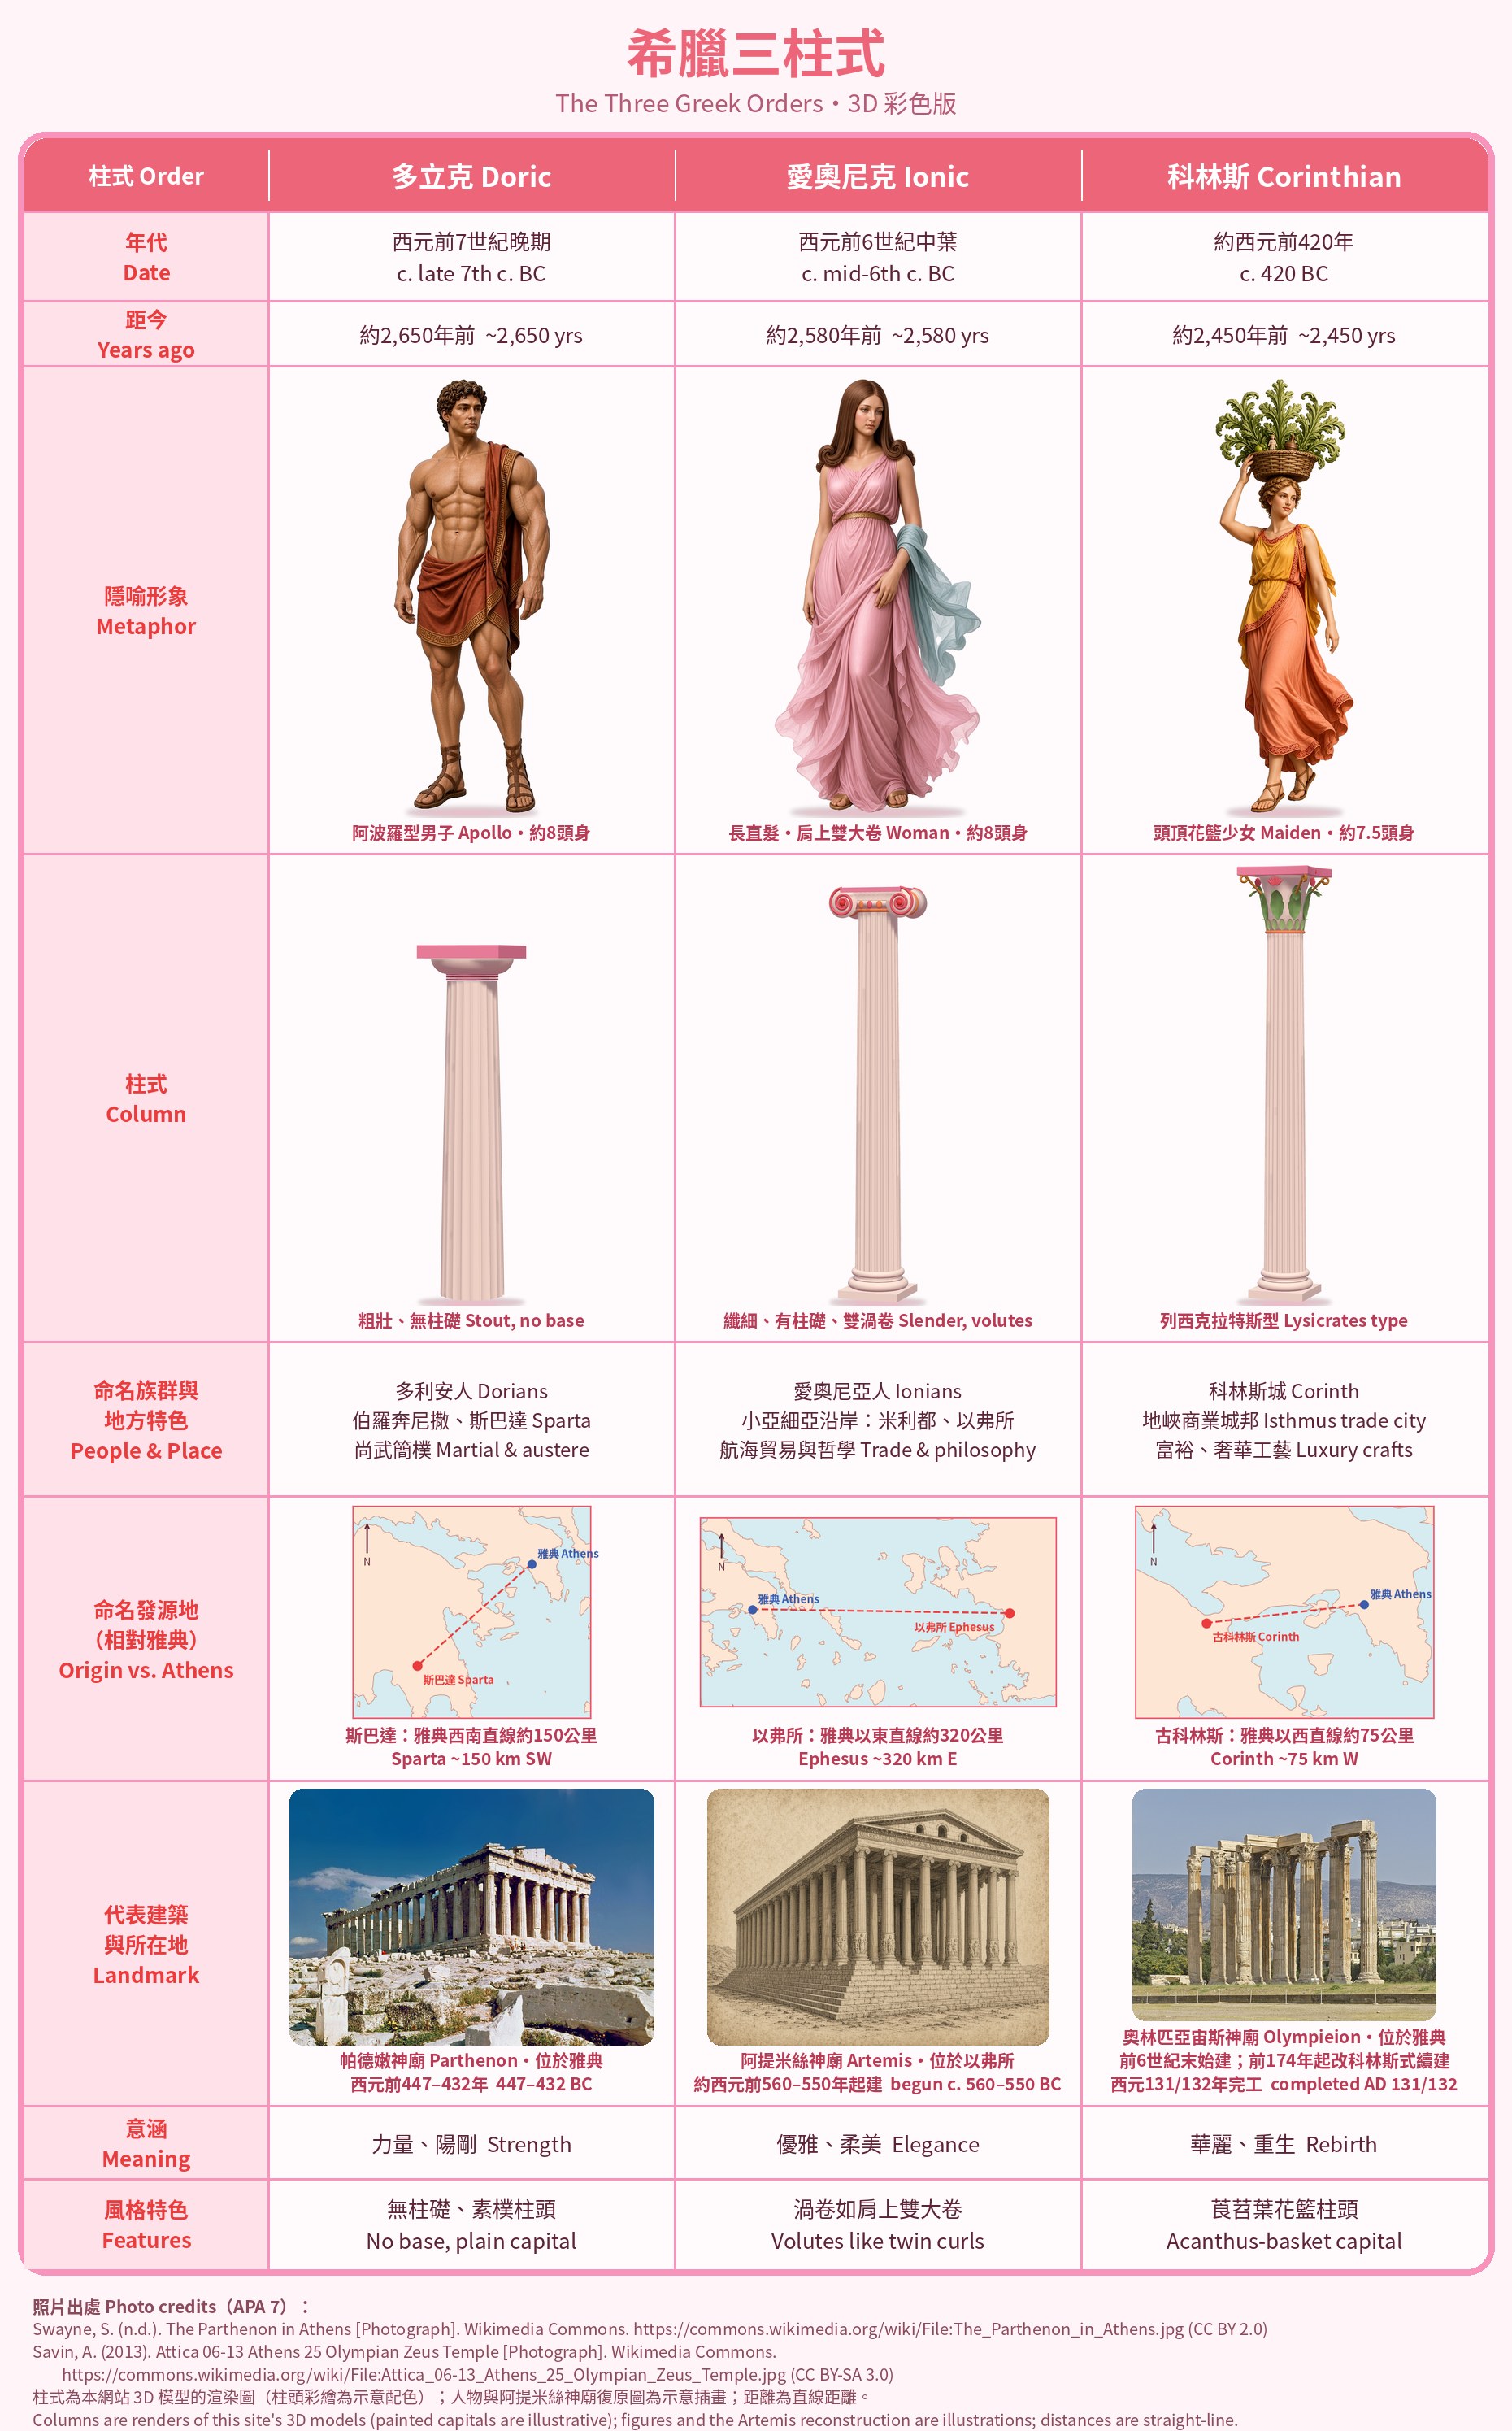 希臘三柱式
The Three Greek Orders・3D 彩色版
柱式 Order
多立克 Doric
愛奧尼克 Ionic
科林斯 Corinthian
年代
Date
西元前7世紀晚期
c. late 7th c. BC
西元前6世紀中葉
c. mid-6th c. BC
約西元前420年
c. 420 BC
距今
Years ago
約2,650年前 ~2,650 yrs
約2,580年前 ~2,580 yrs
約2,450年前 ~2,450 yrs
隱喻形象
Metaphor
阿波羅型男子 Apollo・約8頭身
長直髮・肩上雙大卷 Woman・約8頭身
頭頂花籃少女 Maiden・約7.5頭身
柱式
Column
粗壯、無柱礎 Stout, no base
纖細、有柱礎、雙渦卷 Slender, volutes
列西克拉特斯型 Lysicrates type
命名族群與
地方特色
People & Place
多利安人 Dorians
伯羅奔尼撒、斯巴達 Sparta
尚武簡樸 Martial & austere
愛奧尼亞人 Ionians
小亞細亞沿岸：米利都、以弗所
航海貿易與哲學 Trade & philosophy
科林斯城 Corinth
地峽商業城邦 Isthmus trade city
富裕、奢華工藝 Luxury crafts
命名發源地
（相對雅典）
Origin vs. Athens
N
雅典 Athens
斯巴達 Sparta
斯巴達：雅典西南直線約150公里
Sparta ~150 km SW
N
雅典 Athens
以弗所 Ephesus
以弗所：雅典以東直線約320公里
Ephesus ~320 km E
N
雅典 Athens
古科林斯 Corinth
古科林斯：雅典以西直線約75公里
Corinth ~75 km W
代表建築
與所在地
Landmark
帕德嫩神廟 Parthenon・位於雅典
西元前447–432年 447–432 BC
阿提米絲神廟 Artemis・位於以弗所
約西元前560–550年起建 begun c. 560–550 BC
奧林匹亞宙斯神廟 Olympieion・位於雅典
前6世紀末始建；前174年起改科林斯式續建
西元131/132年完工 completed AD 131/132
意涵
Meaning
力量、陽剛 Strength
優雅、柔美 Elegance
華麗、重生 Rebirth
風格特色
Features
無柱礎、素樸柱頭
No base, plain capital
渦卷如肩上雙大卷
Volutes like twin curls
莨苕葉花籃柱頭
Acanthus-basket capital
照片出處 Photo credits（APA 7）：
Swayne, S. (n.d.). The Parthenon in Athens [Photograph]. Wikimedia Commons. https://commons.wikimedia.org/wiki/File:The_Parthenon_in_Athens.jpg (CC BY 2.0)
Savin, A. (2013). Attica 06-13 Athens 25 Olympian Zeus Temple [Photograph]. Wikimedia Commons.
https://commons.wikimedia.org/wiki/File:Attica_06-13_Athens_25_Olympian_Zeus_Temple.jpg (CC BY-SA 3.0)
柱式為本網站 3D 模型的渲染圖（柱頭彩繪為示意配色）；人物與阿提米絲神廟復原圖為示意插畫；距離為直線距離。
Columns are renders of this site's 3D models (painted capitals are illustrative); figures and the Artemis reconstruction are illustrations; distances are straight-line.